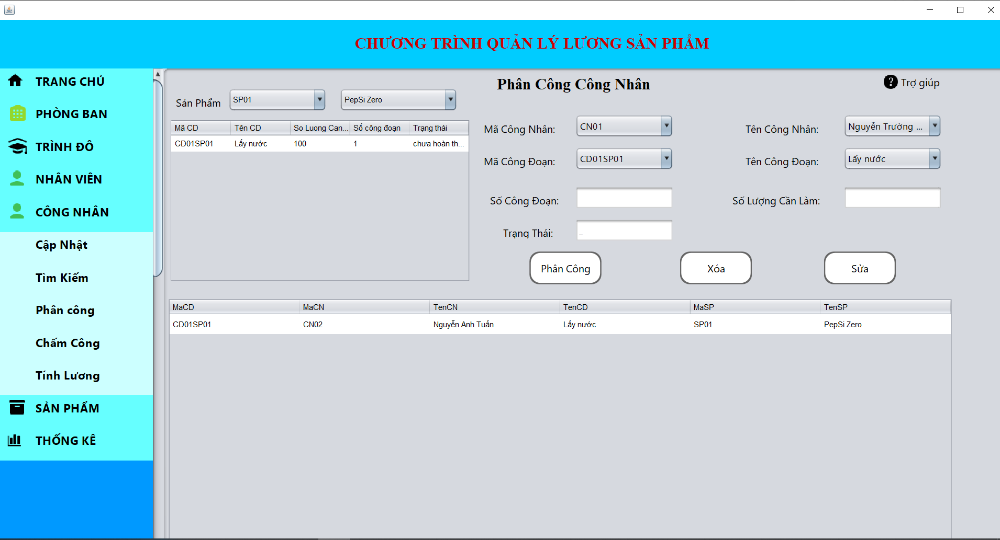 CHƯƠNG TRÌNH QUẢN LÝ LƯƠNG SẢN PHẨM
TRANG CHỦ
PHÒNG BAN
TRÌNH ĐÔ
NHÂN VIÊN
CÔNG NHÂN
Cập Nhật
Tìm Kiếm
Phân công
Chấm Công
Tính Lương
SẢN PHẨM
THỐNG KÊ
Phân Công Công Nhân
? Trợ giúp
Sản Phẩm SP01 PepSi Zero
Mã CD Tên CD So Luong Can... Số công đoạn Trạng thái
CD01SP01 Lấy nước 100 1 chưa hoàn th...
Mã Công Nhân: CN01 Tên Công Nhân: Nguyễn Trường ...
Mã Công Đoạn: CD01SP01 Tên Công Đoạn: Lấy nước
Số Công Đoạn: Số Lượng Cần Làm:
Trạng Thái: _
Phân Công Xóa Sửa
MaCD MaCN TenCN TenCD MaSP TenSP
CD01SP01 CN02 Nguyễn Anh Tuấn Lấy nước SP01 PepSi Zero